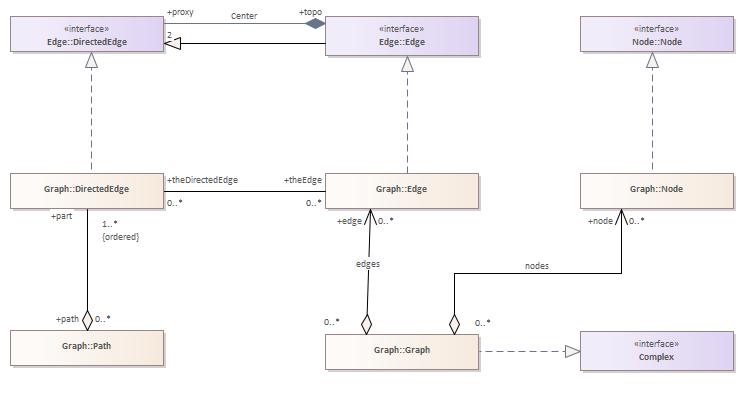 +proxy
Center
+topo
«interface»
Edge::DirectedEdge
2
«interface»
Edge::Edge
«interface»
Node::Node
Graph::DirectedEdge
+theDirectedEdge
+theEdge
0..*
0..*
Graph::Edge
Graph::Node
+part
1..*
{ordered}
+edge
0..*
+node
0..*
edges
nodes
+path
0..*
0..*
0..*
Graph::Path
Graph::Graph
«interface»
Complex